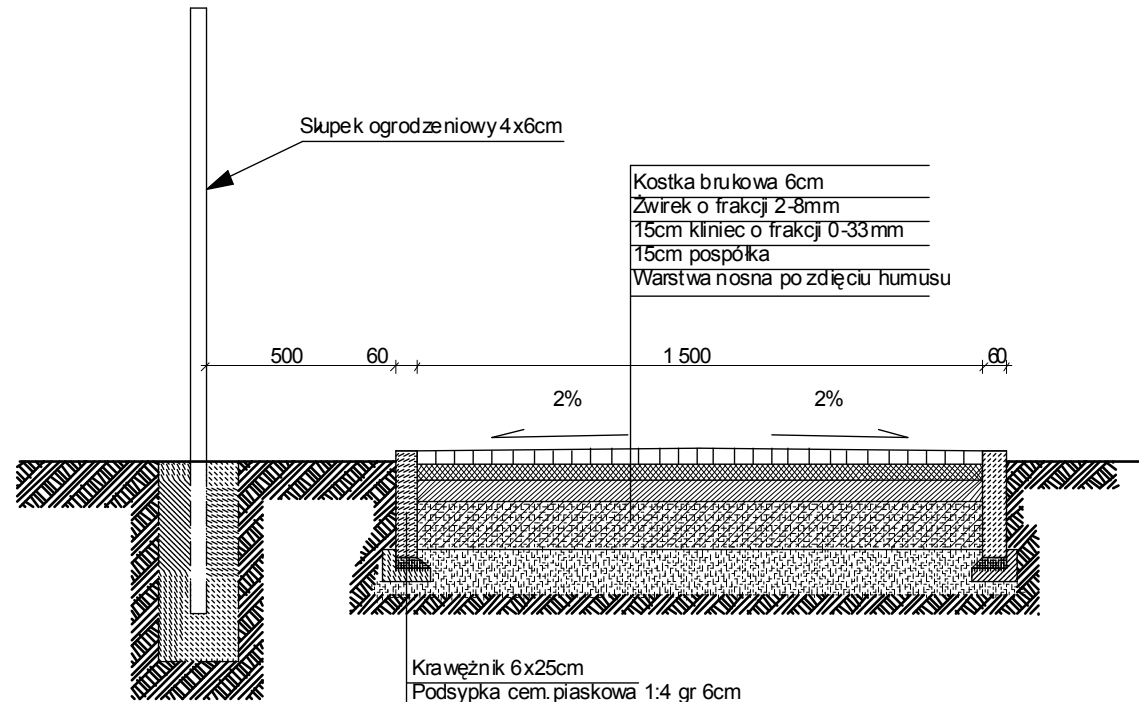 Słupek ogrodzeniowy 4x6cm
Kostka brukowa 6cm
Żwirek o frakcji 2-8mm
15cm kliniec o frakcji 0-33mm
15cm pospółka
Warstwa nosna po zdięciu humusu
500 60 1 500 60
2% 2%
Krawężnik 6x25cm
Podsypka cem. piaskowa 1:4 gr 6cm